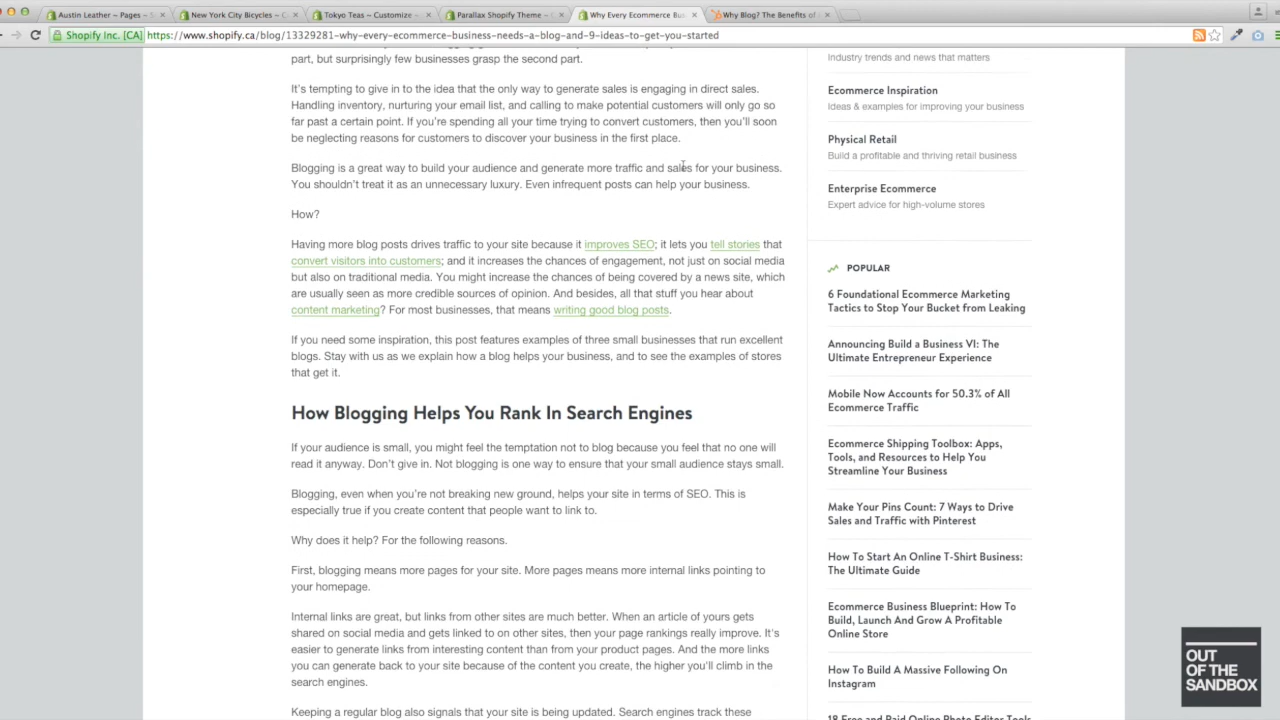 Austin Leather ~ Pages ~ S
New York City Bicycles ~ C
Tokyo Teas ~ Customize ~
Parallax Shopify Theme ~ C
Why Every Ecommerce Bus
Why Blog? The Benefits of
Shopify Inc. [CA] https://www.shopify.ca/blog/13329281-why-every-ecommerce-business-needs-a-blog-and-9-ideas-to-get-you-started
part, but surprisingly few businesses grasp the second part.
It's tempting to give in to the idea that the only way to generate sales is engaging in direct sales.
Handling inventory, nurturing your email list, and calling to make potential customers will only go so
far past a certain point. If you're spending all your time trying to convert customers, then you'll soon
be neglecting reasons for customers to discover your business in the first place.
Blogging is a great way to build your audience and generate more traffic and sales for your business.
You shouldn't treat it as an unnecessary luxury. Even infrequent posts can help your business.
How?
Having more blog posts drives traffic to your site because it improves SEO; it lets you tell stories that
convert visitors into customers; and it increases the chances of engagement, not just on social media
but also on traditional media. You might increase the chances of being covered by a news site, which
are usually seen as more credible sources of opinion. And besides, all that stuff you hear about
content marketing? For most businesses, that means writing good blog posts.
If you need some inspiration, this post features examples of three small businesses that run excellent
blogs. Stay with us as we explain how a blog helps your business, and to see the examples of stores
that get it.
How Blogging Helps You Rank In Search Engines
If your audience is small, you might feel the temptation not to blog because you feel that no one will
read it anyway. Don't give in. Not blogging is one way to ensure that your small audience stays small.
Blogging, even when you're not breaking new ground, helps your site in terms of SEO. This is
especially true if you create content that people want to link to.
Why does it help? For the following reasons.
First, blogging means more pages for your site. More pages means more internal links pointing to
your homepage.
Internal links are great, but links from other sites are much better. When an article of yours gets
shared on social media and gets linked to on other sites, then your page rankings really improve. It's
easier to generate links from interesting content than from your product pages. And the more links
you can generate back to your site because of the content you create, the higher you'll climb in the
search engines.
Keeping a regular blog also signals that your site is being updated. Search engines track these
Industry trends and news that matters
Ecommerce Inspiration
Ideas & examples for improving your business
Physical Retail
Build a profitable and thriving retail business
Enterprise Ecommerce
Expert advice for high-volume stores
POPULAR
6 Foundational Ecommerce Marketing
Tactics to Stop Your Bucket from Leaking
Announcing Build a Business VI: The
Ultimate Entrepreneur Experience
Mobile Now Accounts for 50.3% of All
Ecommerce Traffic
Ecommerce Shipping Toolbox: Apps,
Tools, and Resources to Help You
Streamline Your Business
Make Your Pins Count: 7 Ways to Drive
Sales and Traffic with Pinterest
How To Start An Online T-Shirt Business:
The Ultimate Guide
Ecommerce Business Blueprint: How To
Build, Launch And Grow A Profitable
Online Store
How To Build A Massive Following On
Instagram
18 Free and Paid Online Photo Editor Tools
OUT
OF THE
SANDBOX